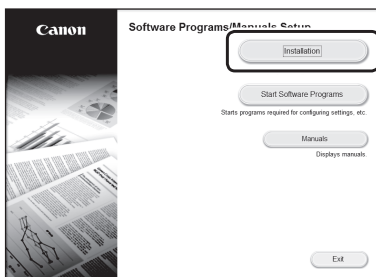 Canon
Software Programs/Manuals Setup
Installation
Start Software Programs
Starts programs required for configuring settings, etc.
Manuals
Displays manuals.
Exit